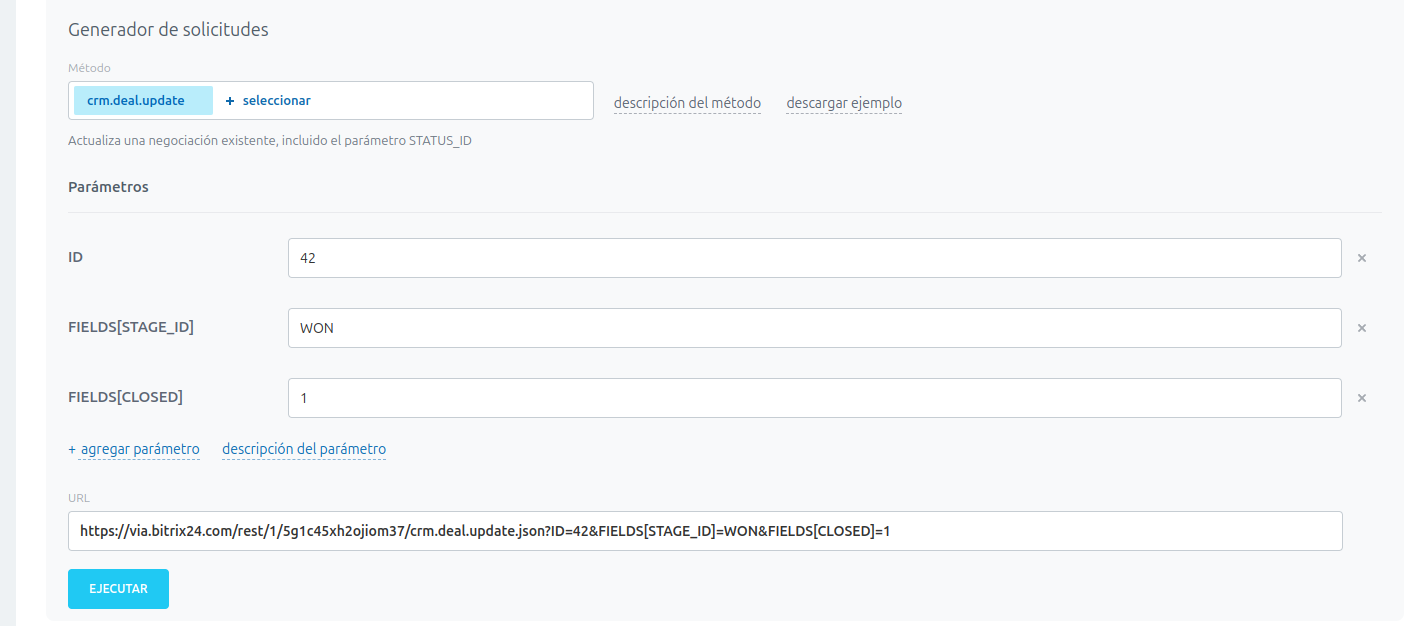 Generador de solicitudes
Método
crm.deal.update + seleccionar descripción del método descargar ejemplo
Actualiza una negociación existente, incluido el parámetro STATUS_ID
Parámetros
ID 42 ×
FIELDS[STAGE_ID] WON ×
FIELDS[CLOSED] 1 ×
+ agregar parámetro descripción del parámetro
URL
https://via.bitrix24.com/rest/1/5g1c45xh2ojiom37/crm.deal.update.json?ID=42&FIELDS[STAGE_ID]=WON&FIELDS[CLOSED]=1
EJECUTAR